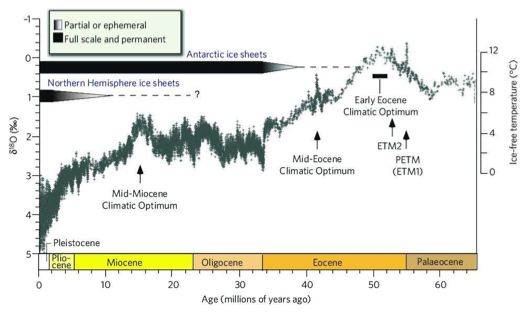 Partial or ephemeral
Full scale and permanent
Antarctic ice sheets
Northern Hemisphere ice sheets
?
Early Eocene
Climatic Optimum
ETM2
PETM
(ETM1)
Mid-Eocene
Climatic Optimum
Mid-Miocene
Climatic Optimum
Pleistocene
Plio-
cene
Miocene
Oligocene
Eocene
Palaeocene
–1
0
1
2
3
4
5
δ¹⁸O (‰)
12
8
4
0
Ice-free temperature (°C)
0
10
20
30
40
50
60
Age (millions of years ago)